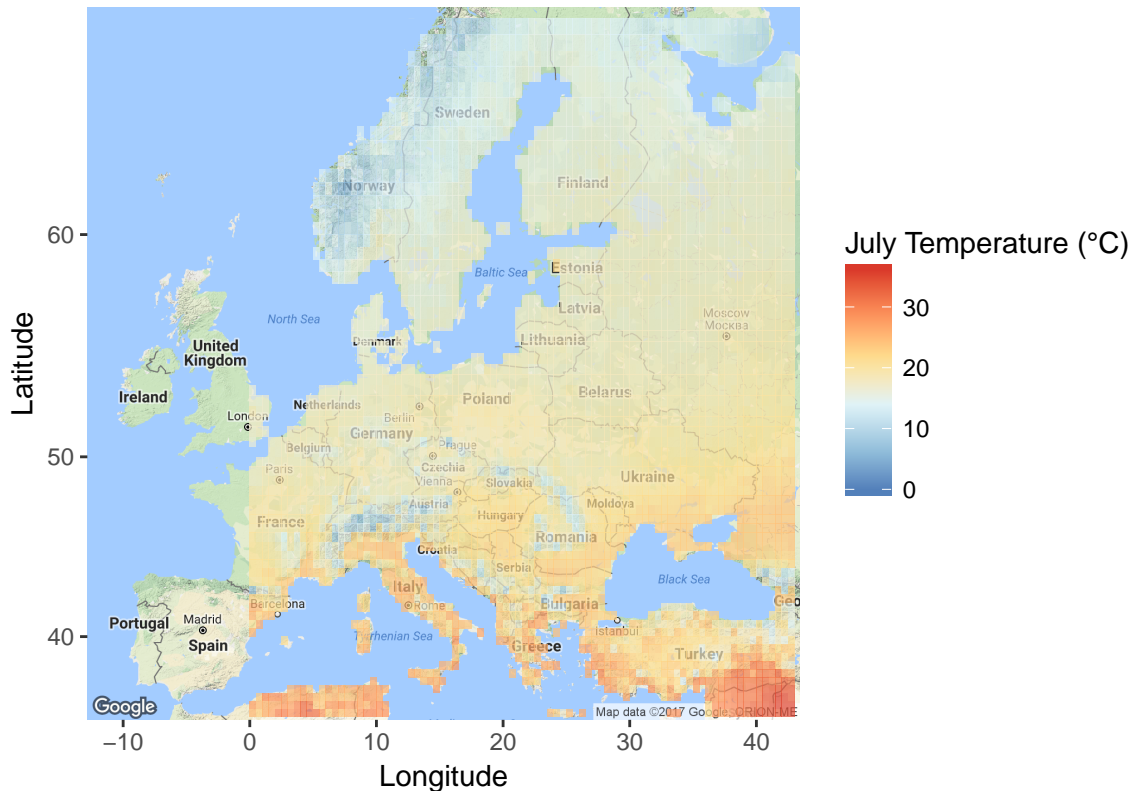 Sweden
Norway
Finland
60
Baltic Sea
Estonia
North Sea
Latvia
Moscow
Москва
Denmark
Lithuania
United
Kingdom
Ireland
Netherlands
Poland
Belarus
London
Berlin
Germany
50
Belgium
Prague
Paris
Czechia
Ukraine
Vienna
Slovakia
Austria
Moldova
France
Hungary
Romania
Croatia
Serbia
Black Sea
Italy
Barcelona
Bulgaria
Geo
Rome
Portugal
Madrid
Istanbul
40
Spain
Tyrrhenian Sea
Greece
Turkey
Google
Map data ©2017 Google, ORION-ME
−10
0
10
20
30
40
Longitude
Latitude
July Temperature (°C)
30
20
10
0